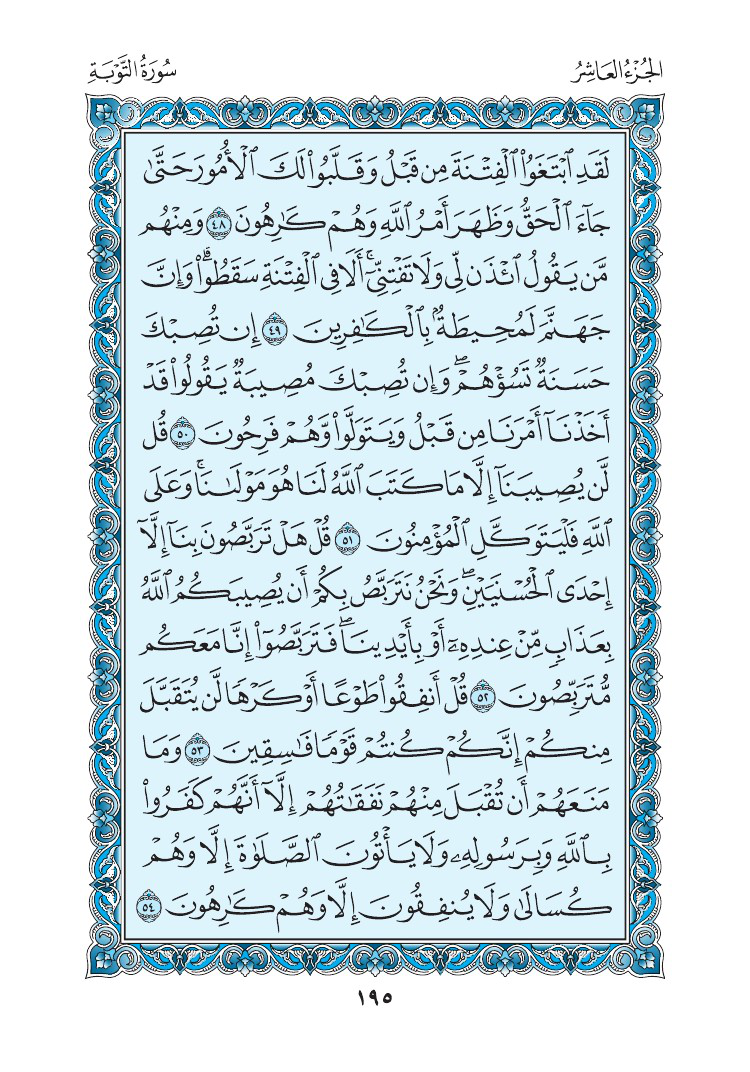 الجُزْءُ العَاشِرُ
سُورَةُ التَّوْبَةِ
لَقَدِ ٱبْتَغَوُا۟ ٱلْفِتْنَةَ مِن قَبْلُ وَقَلَّبُوا۟ لَكَ ٱلْأُمُورَ حَتَّىٰ
جَآءَ ٱلْحَقُّ وَظَهَرَ أَمْرُ ٱللَّهِ وَهُمْ كَـٰرِهُونَ ٤٨ وَمِنْهُم
مَّن يَقُولُ ٱئْذَن لِّى وَلَا تَفْتِنِّىٓ ۚ أَلَا فِى ٱلْفِتْنَةِ سَقَطُوا۟ ۗ وَإِنَّ
جَهَنَّمَ لَمُحِيطَةٌۢ بِٱلْكَـٰفِرِينَ ٤٩ إِن تُصِبْكَ
حَسَنَةٌ تَسُؤْهُمْ ۖ وَإِن تُصِبْكَ مُصِيبَةٌ يَقُولُوا۟ قَدْ
أَخَذْنَآ أَمْرَنَا مِن قَبْلُ وَيَتَوَلَّوا۟ وَّهُمْ فَرِحُونَ ٥٠ قُل
لَّن يُصِيبَنَآ إِلَّا مَا كَتَبَ ٱللَّهُ لَنَا هُوَ مَوْلَىٰنَا ۚ وَعَلَى
ٱللَّهِ فَلْيَتَوَكَّلِ ٱلْمُؤْمِنُونَ ٥١ قُلْ هَلْ تَرَبَّصُونَ بِنَآ إِلَّآ
إِحْدَى ٱلْحُسْنَيَيْنِ ۖ وَنَحْنُ نَتَرَبَّصُ بِكُمْ أَن يُصِيبَكُمُ ٱللَّهُ
بِعَذَابٍ مِّنْ عِندِهِۦٓ أَوْ بِأَيْدِينَا ۖ فَتَرَبَّصُوٓا۟ إِنَّا مَعَكُم
مُّتَرَبِّصُونَ ٥٢ قُلْ أَنفِقُوا۟ طَوْعًا أَوْ كَرْهًا لَّن يُتَقَبَّلَ
مِنكُمْ ۖ إِنَّكُمْ كُنتُمْ قَوْمًا فَـٰسِقِينَ ٥٣ وَمَا
مَنَعَهُمْ أَن تُقْبَلَ مِنْهُمْ نَفَقَـٰتُهُمْ إِلَّآ أَنَّهُمْ كَفَرُوا۟
بِٱللَّهِ وَبِرَسُولِهِۦ وَلَا يَأْتُونَ ٱلصَّلَوٰةَ إِلَّا وَهُمْ
كُسَالَىٰ وَلَا يُنفِقُونَ إِلَّا وَهُمْ كَـٰرِهُونَ ٥٤
١٩٥